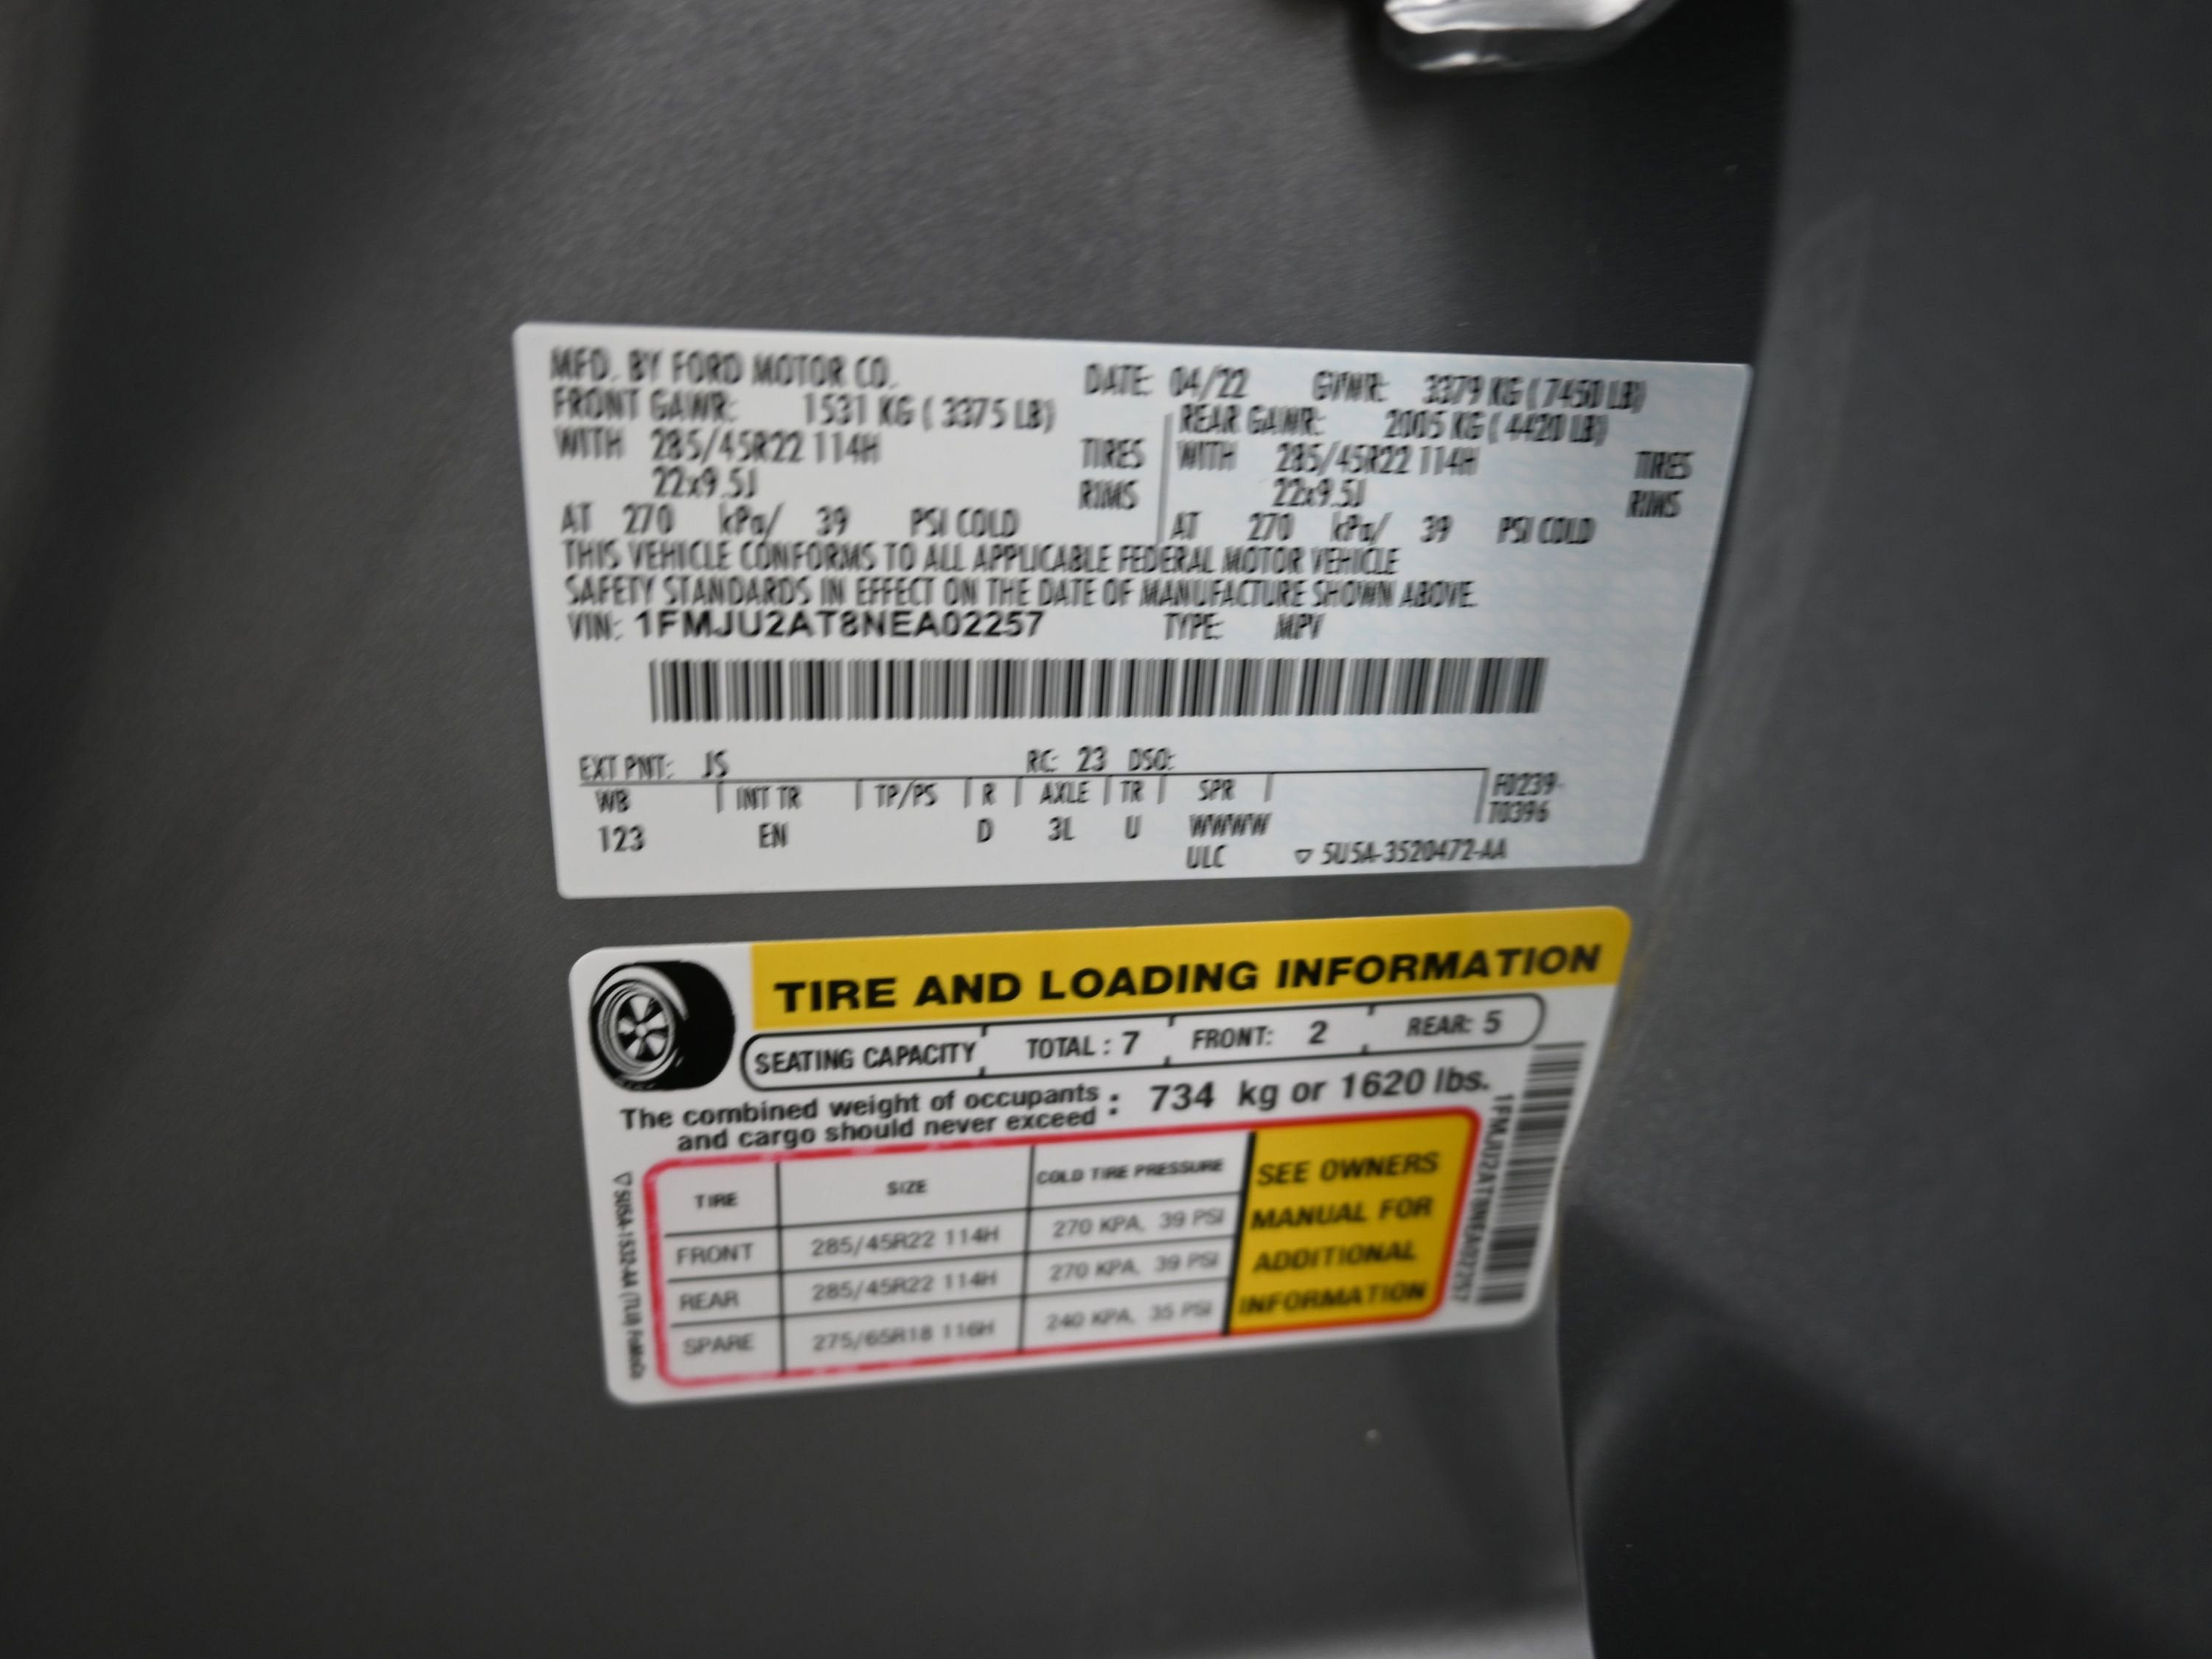 MFD. BY FORD MOTOR CO. DATE: 04/22 GVWR: 3379 KG ( 7450 LB)
FRONT GAWR: 1531 KG ( 3375 LB) REAR GAWR: 2005 KG ( 4420 LB)
WITH 285/45R22 114H TIRES WITH 285/45R22 114H TIRES
22x9.5J RIMS 22x9.5J RIMS
AT 270 kPa/ 39 PSI COLD AT 270 kPa/ 39 PSI COLD
THIS VEHICLE CONFORMS TO ALL APPLICABLE FEDERAL MOTOR VEHICLE
SAFETY STANDARDS IN EFFECT ON THE DATE OF MANUFACTURE SHOWN ABOVE.
VIN: 1FMJU2AT8NEA02257 TYPE: MPV
EXT PNT: JS RC: 23 DSO:
WB INT TR TP/PS R AXLE TR SPR F0239-
T0396
123 EN D 3L U WWWW
ULC ▽ 5U5A-3520472-AA
TIRE AND LOADING INFORMATION
SEATING CAPACITY TOTAL : 7 FRONT: 2 REAR: 5
The combined weight of occupants
and cargo should never exceed : 734 kg or 1620 lbs.
TIRE SIZE COLD TIRE PRESSURE
FRONT 285/45R22 114H 270 KPA, 39 PSI
REAR 285/45R22 114H 270 KPA, 39 PSI
SPARE 275/65R18 116H 240 KPA, 35 PSI
SEE OWNERS
MANUAL FOR
ADDITIONAL
INFORMATION
1FMJU2AT8NEA02257